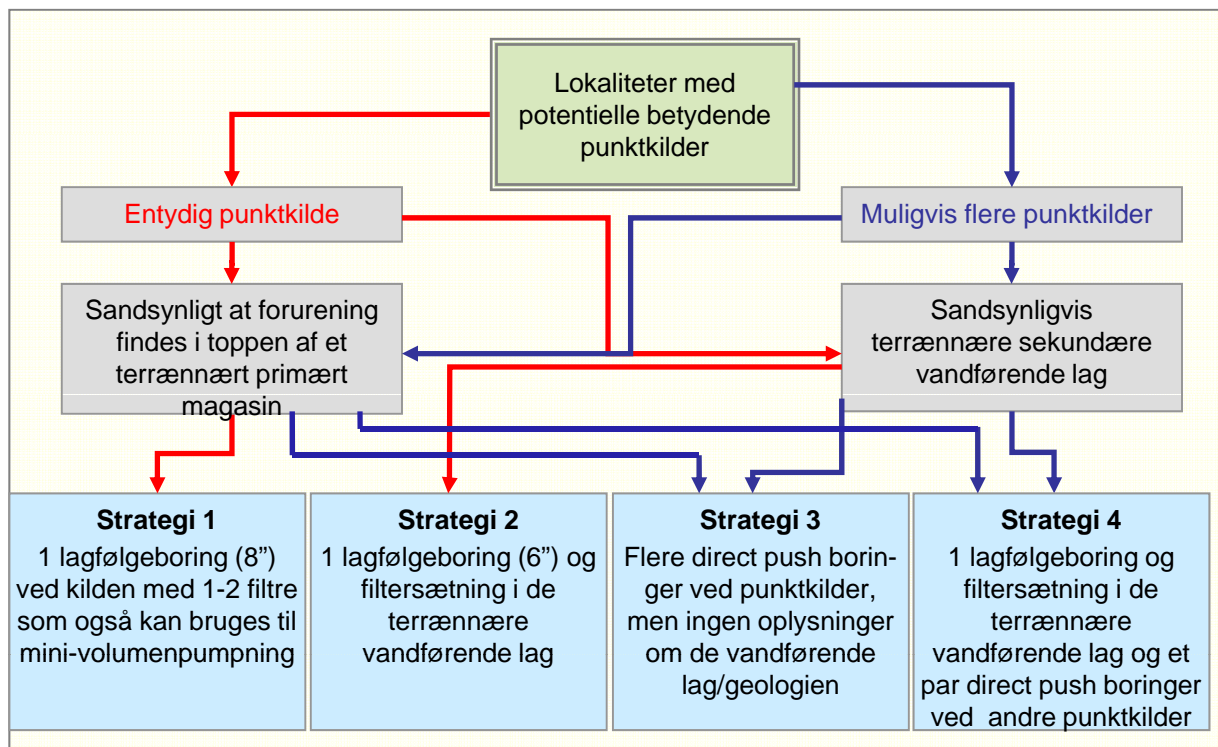 Lokaliteter med
potentielle betydende
punktkilder
Entydig punktkilde
Muligvis flere punktkilder
Sandsynligt at forurening
findes i toppen af et
terrænnært primært
magasin
Sandsynligvis
terrænnære sekundære
vandførende lag
Strategi 1
1 lagfølgeboring (8”)
ved kilden med 1-2 filtre
som også kan bruges til
mini-volumenpumpning
Strategi 2
1 lagfølgeboring (6”) og
filtersætning i de
terrænnære
vandførende lag
Strategi 3
Flere direct push borin-
ger ved punktkilder,
men ingen oplysninger
om de vandførende
lag/geologien
Strategi 4
1 lagfølgeboring og
filtersætning i de
terrænnære
vandførende lag og et
par direct push boringer
ved andre punktkilder